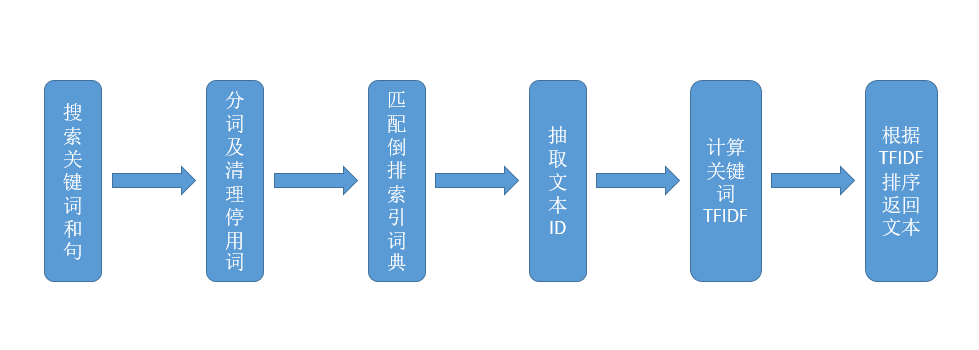 搜索关键词和句
分词及清理停用词
匹配倒排索引词典
抽取文本ID
计算
关键
词
TFIDF
根据
TFIDF
排序
返回
文本